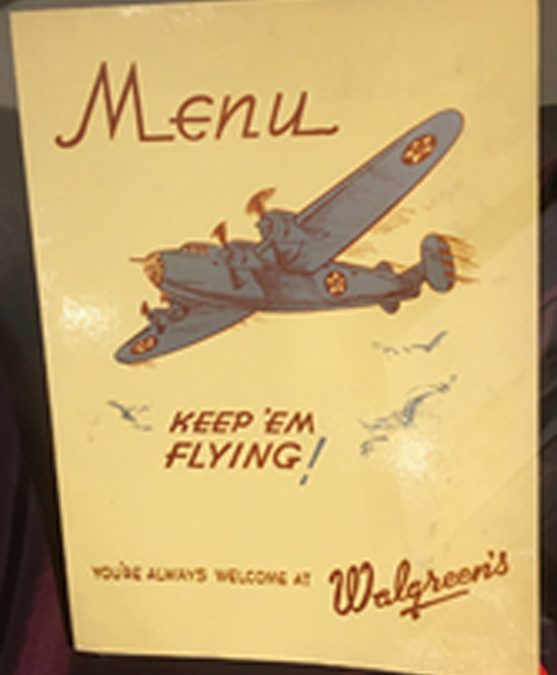 Menu
KEEP 'EM
FLYING!
YOU'RE ALWAYS WELCOME AT Walgreen's